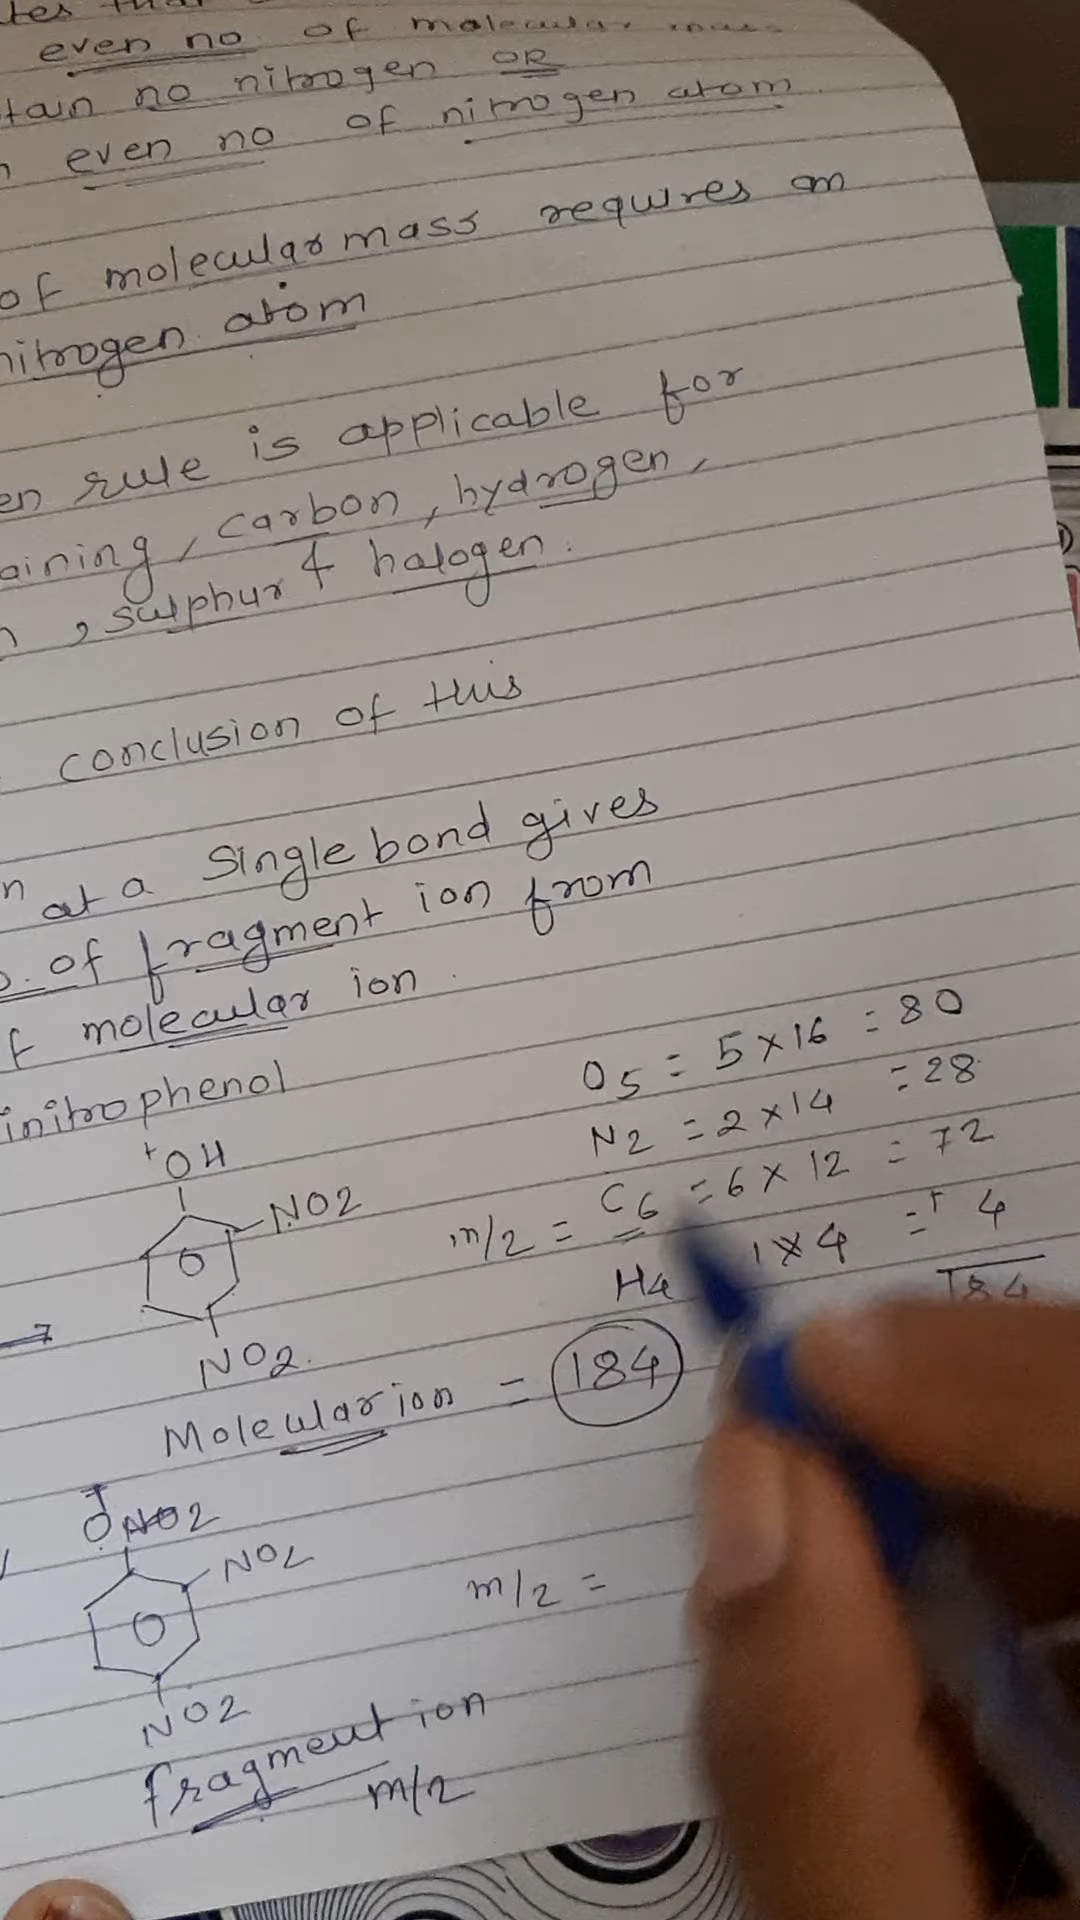 even no of molecular mass
tain no nitrogen OR
n even no of nitrogen atom.
of molecular mass requires an
nitrogen atom
en rule is applicable for
aining, carbon, hydrogen,
n, sulphur & halogen.
conclusion of this
n at a Single bond gives
o. of fragment ion from
f molecular ion.
initrophenol
O5 = 5 x 16 = 80
N2 = 2 x 14 = 28
m/z = C6 = 6 x 12 = 72
H4 1 x 4 = + 4
184
+OH
NO2
NO2.
Molecular ion = 184
O NO2
NO2
m/z =
NO2
fragment ion
m/z